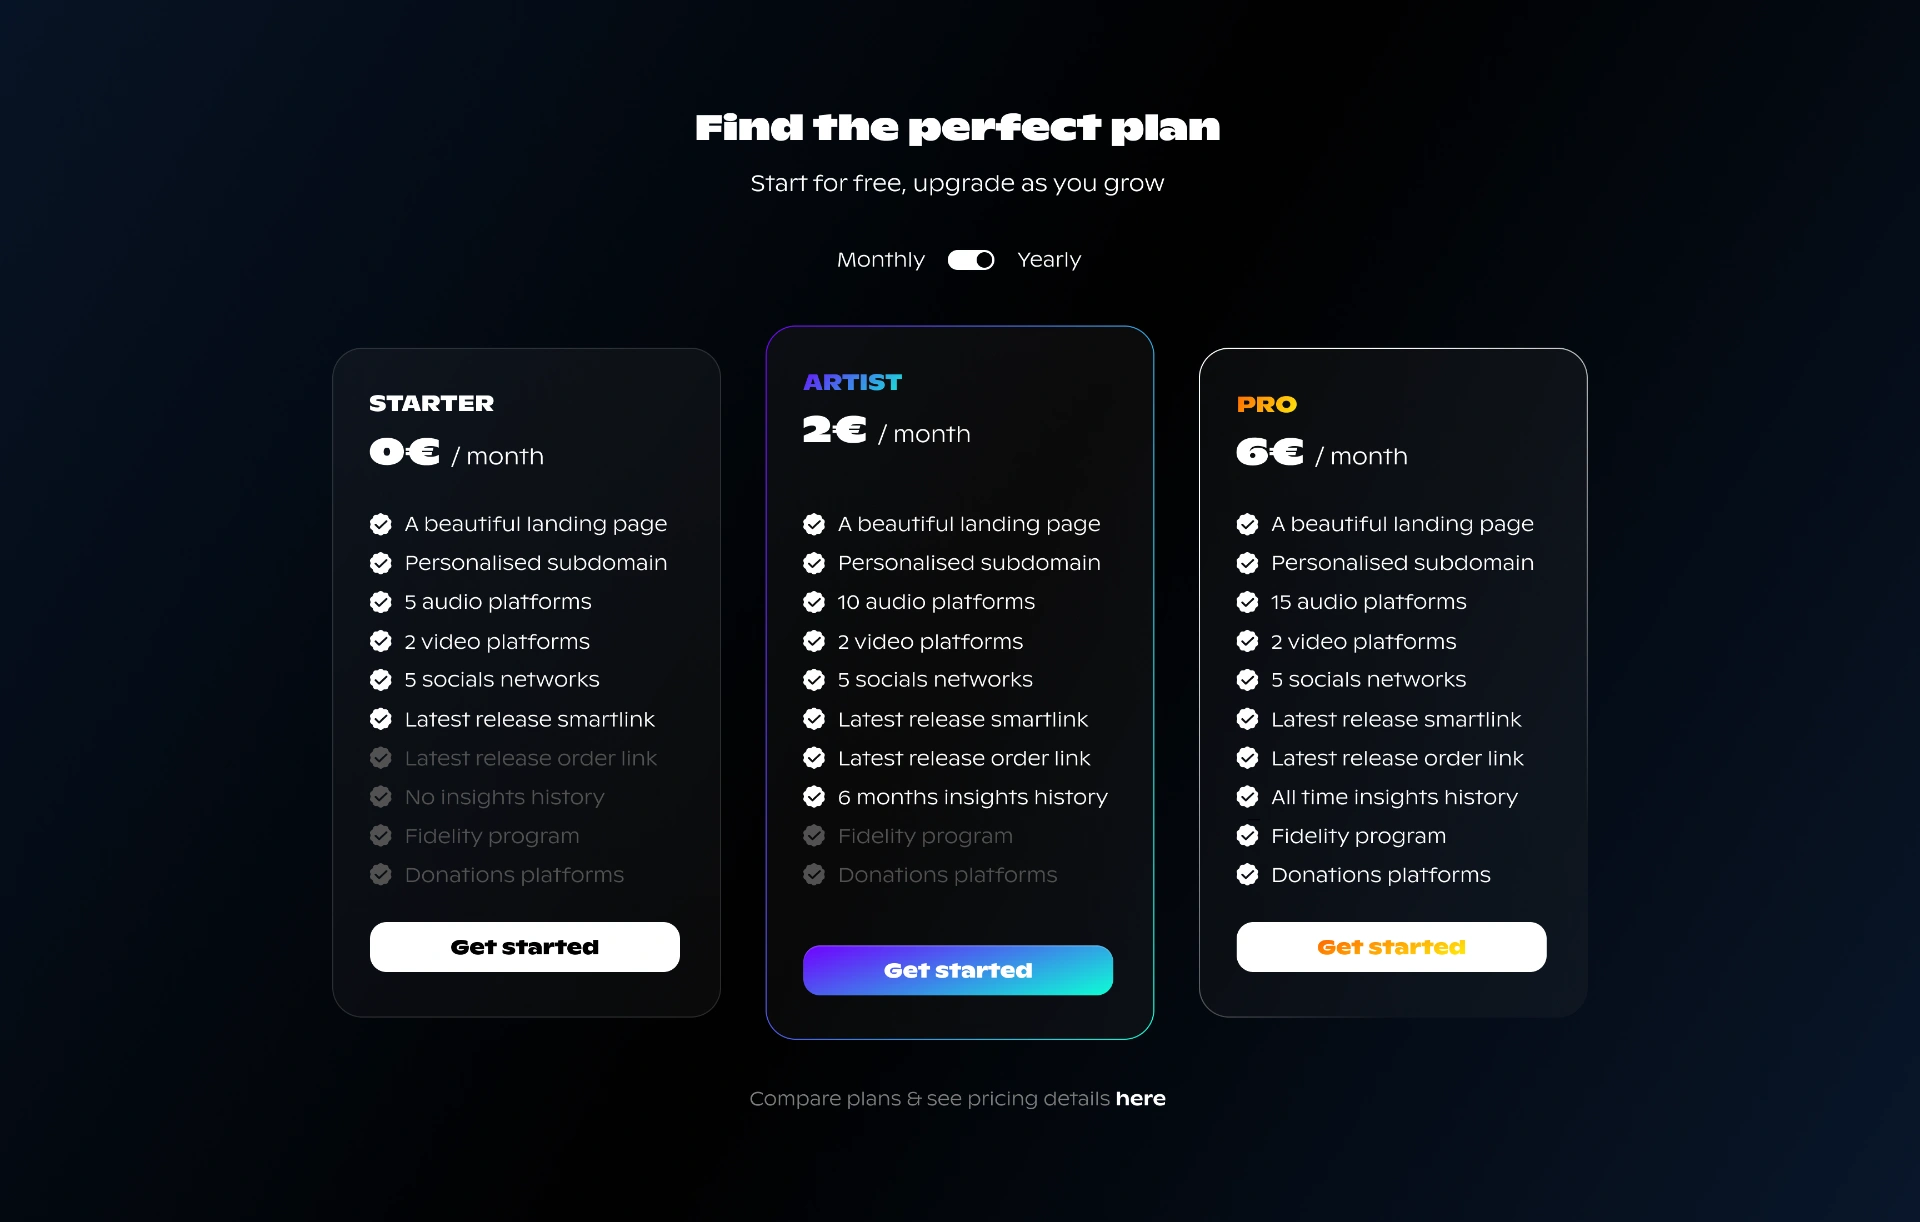 Find the perfect plan
Start for free, upgrade as you grow
Monthly Yearly
STARTER
0€ / month
A beautiful landing page
Personalised subdomain
5 audio platforms
2 video platforms
5 socials networks
Latest release smartlink
Latest release order link
No insights history
Fidelity program
Donations platforms
Get started
ARTIST
2€ / month
A beautiful landing page
Personalised subdomain
10 audio platforms
2 video platforms
5 socials networks
Latest release smartlink
Latest release order link
6 months insights history
Fidelity program
Donations platforms
Get started
PRO
6€ / month
A beautiful landing page
Personalised subdomain
15 audio platforms
2 video platforms
5 socials networks
Latest release smartlink
Latest release order link
All time insights history
Fidelity program
Donations platforms
Get started
Compare plans & see pricing details here